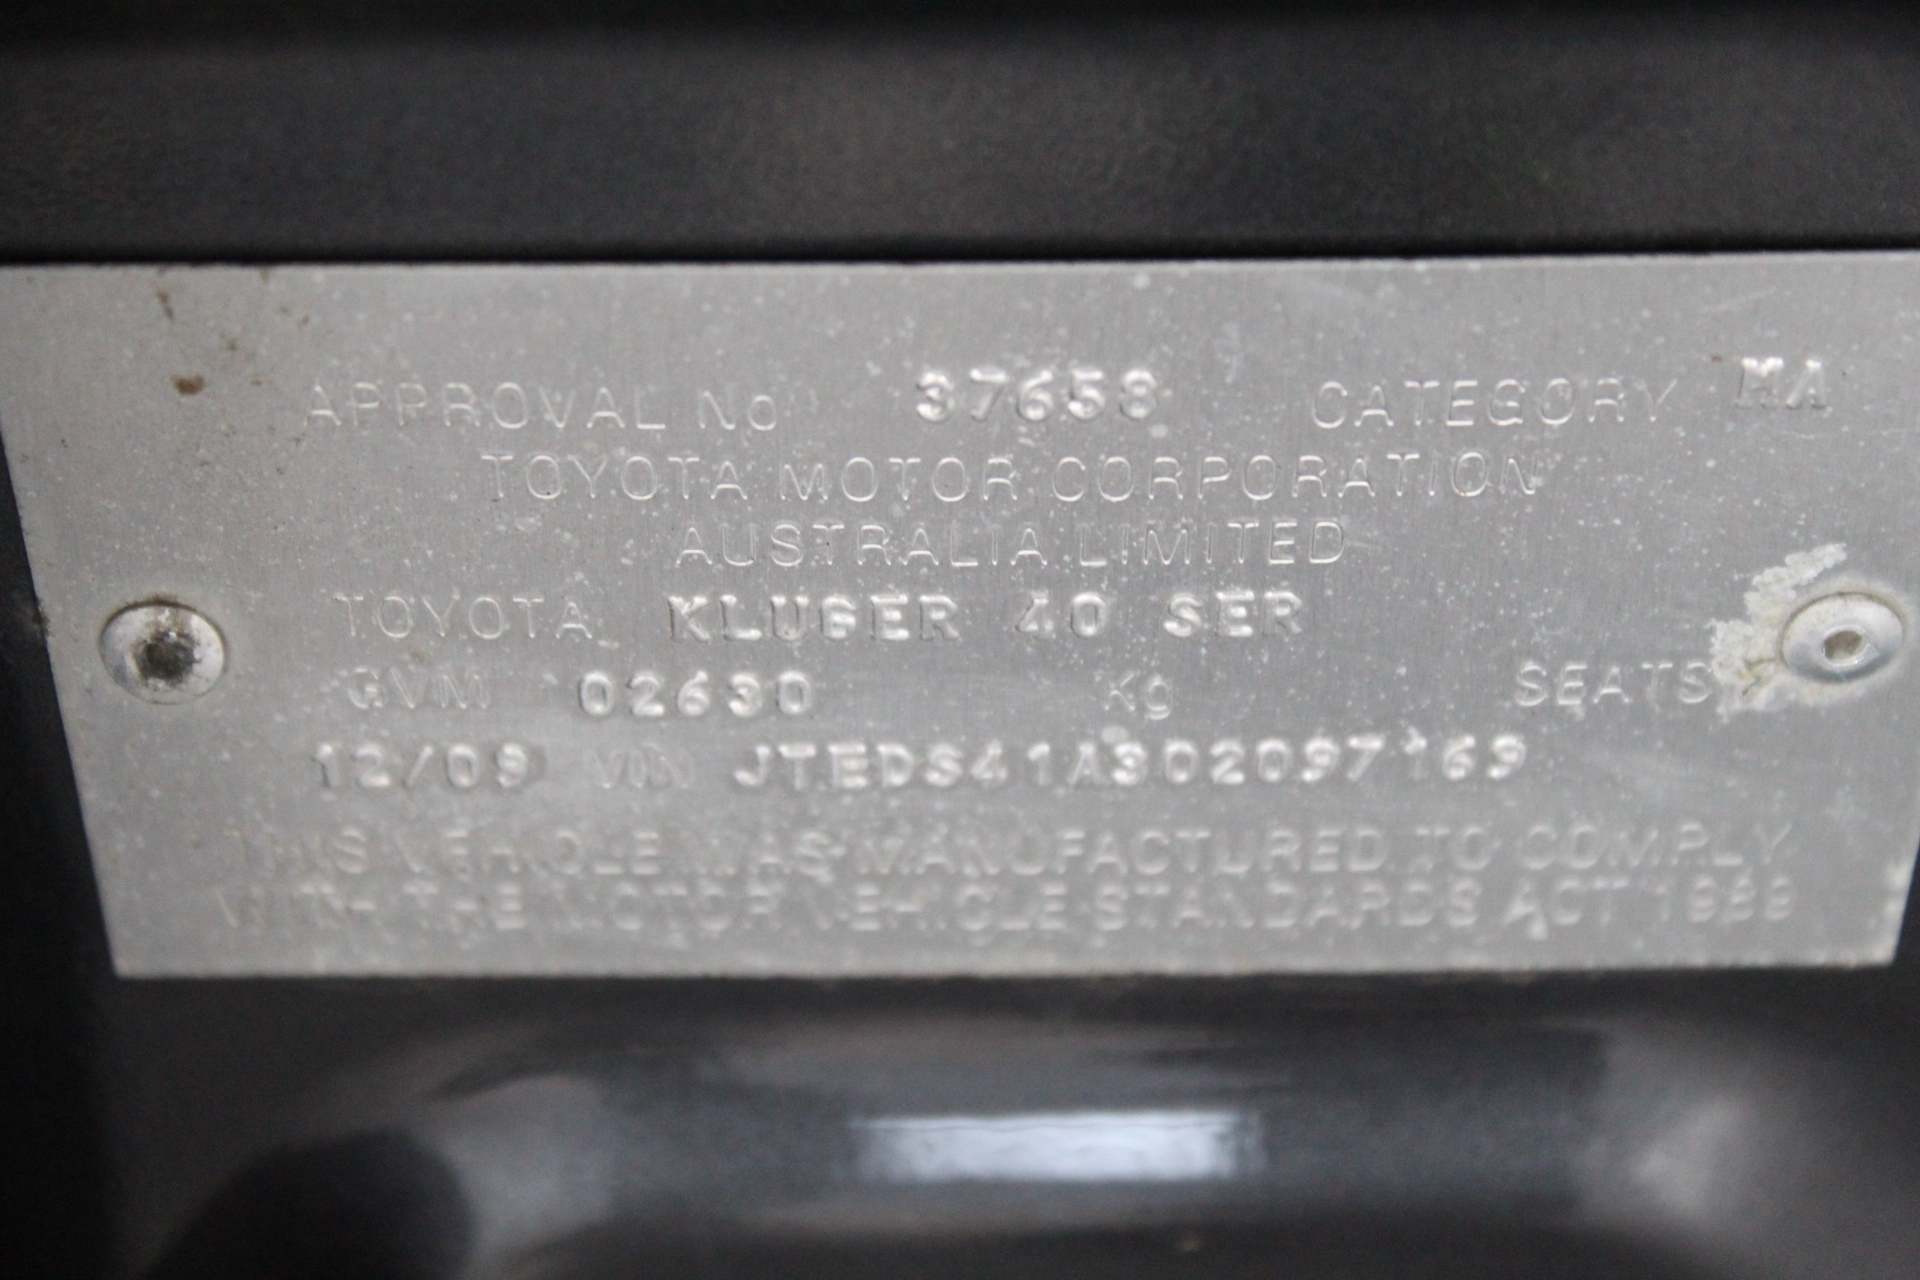 APPROVAL No 37658 CATEGORY MA
TOYOTA MOTOR CORPORATION
AUSTRALIA LIMITED
TOYOTA KLUGER 40 SER
GVM 02630 Kg SEATS
12/09 VIN JTEDS41A302097169
THIS VEHICLE WAS MANUFACTURED TO COMPLY
WITH THE MOTOR VEHICLE STANDARDS ACT 1989